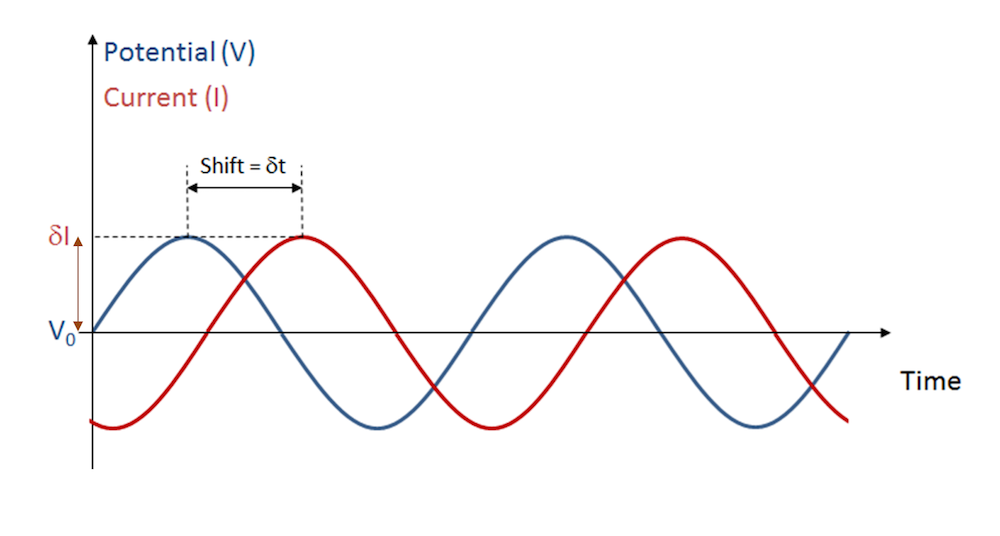 Potential (V)
Current (I)
Shift = δt
δI
V₀
Time